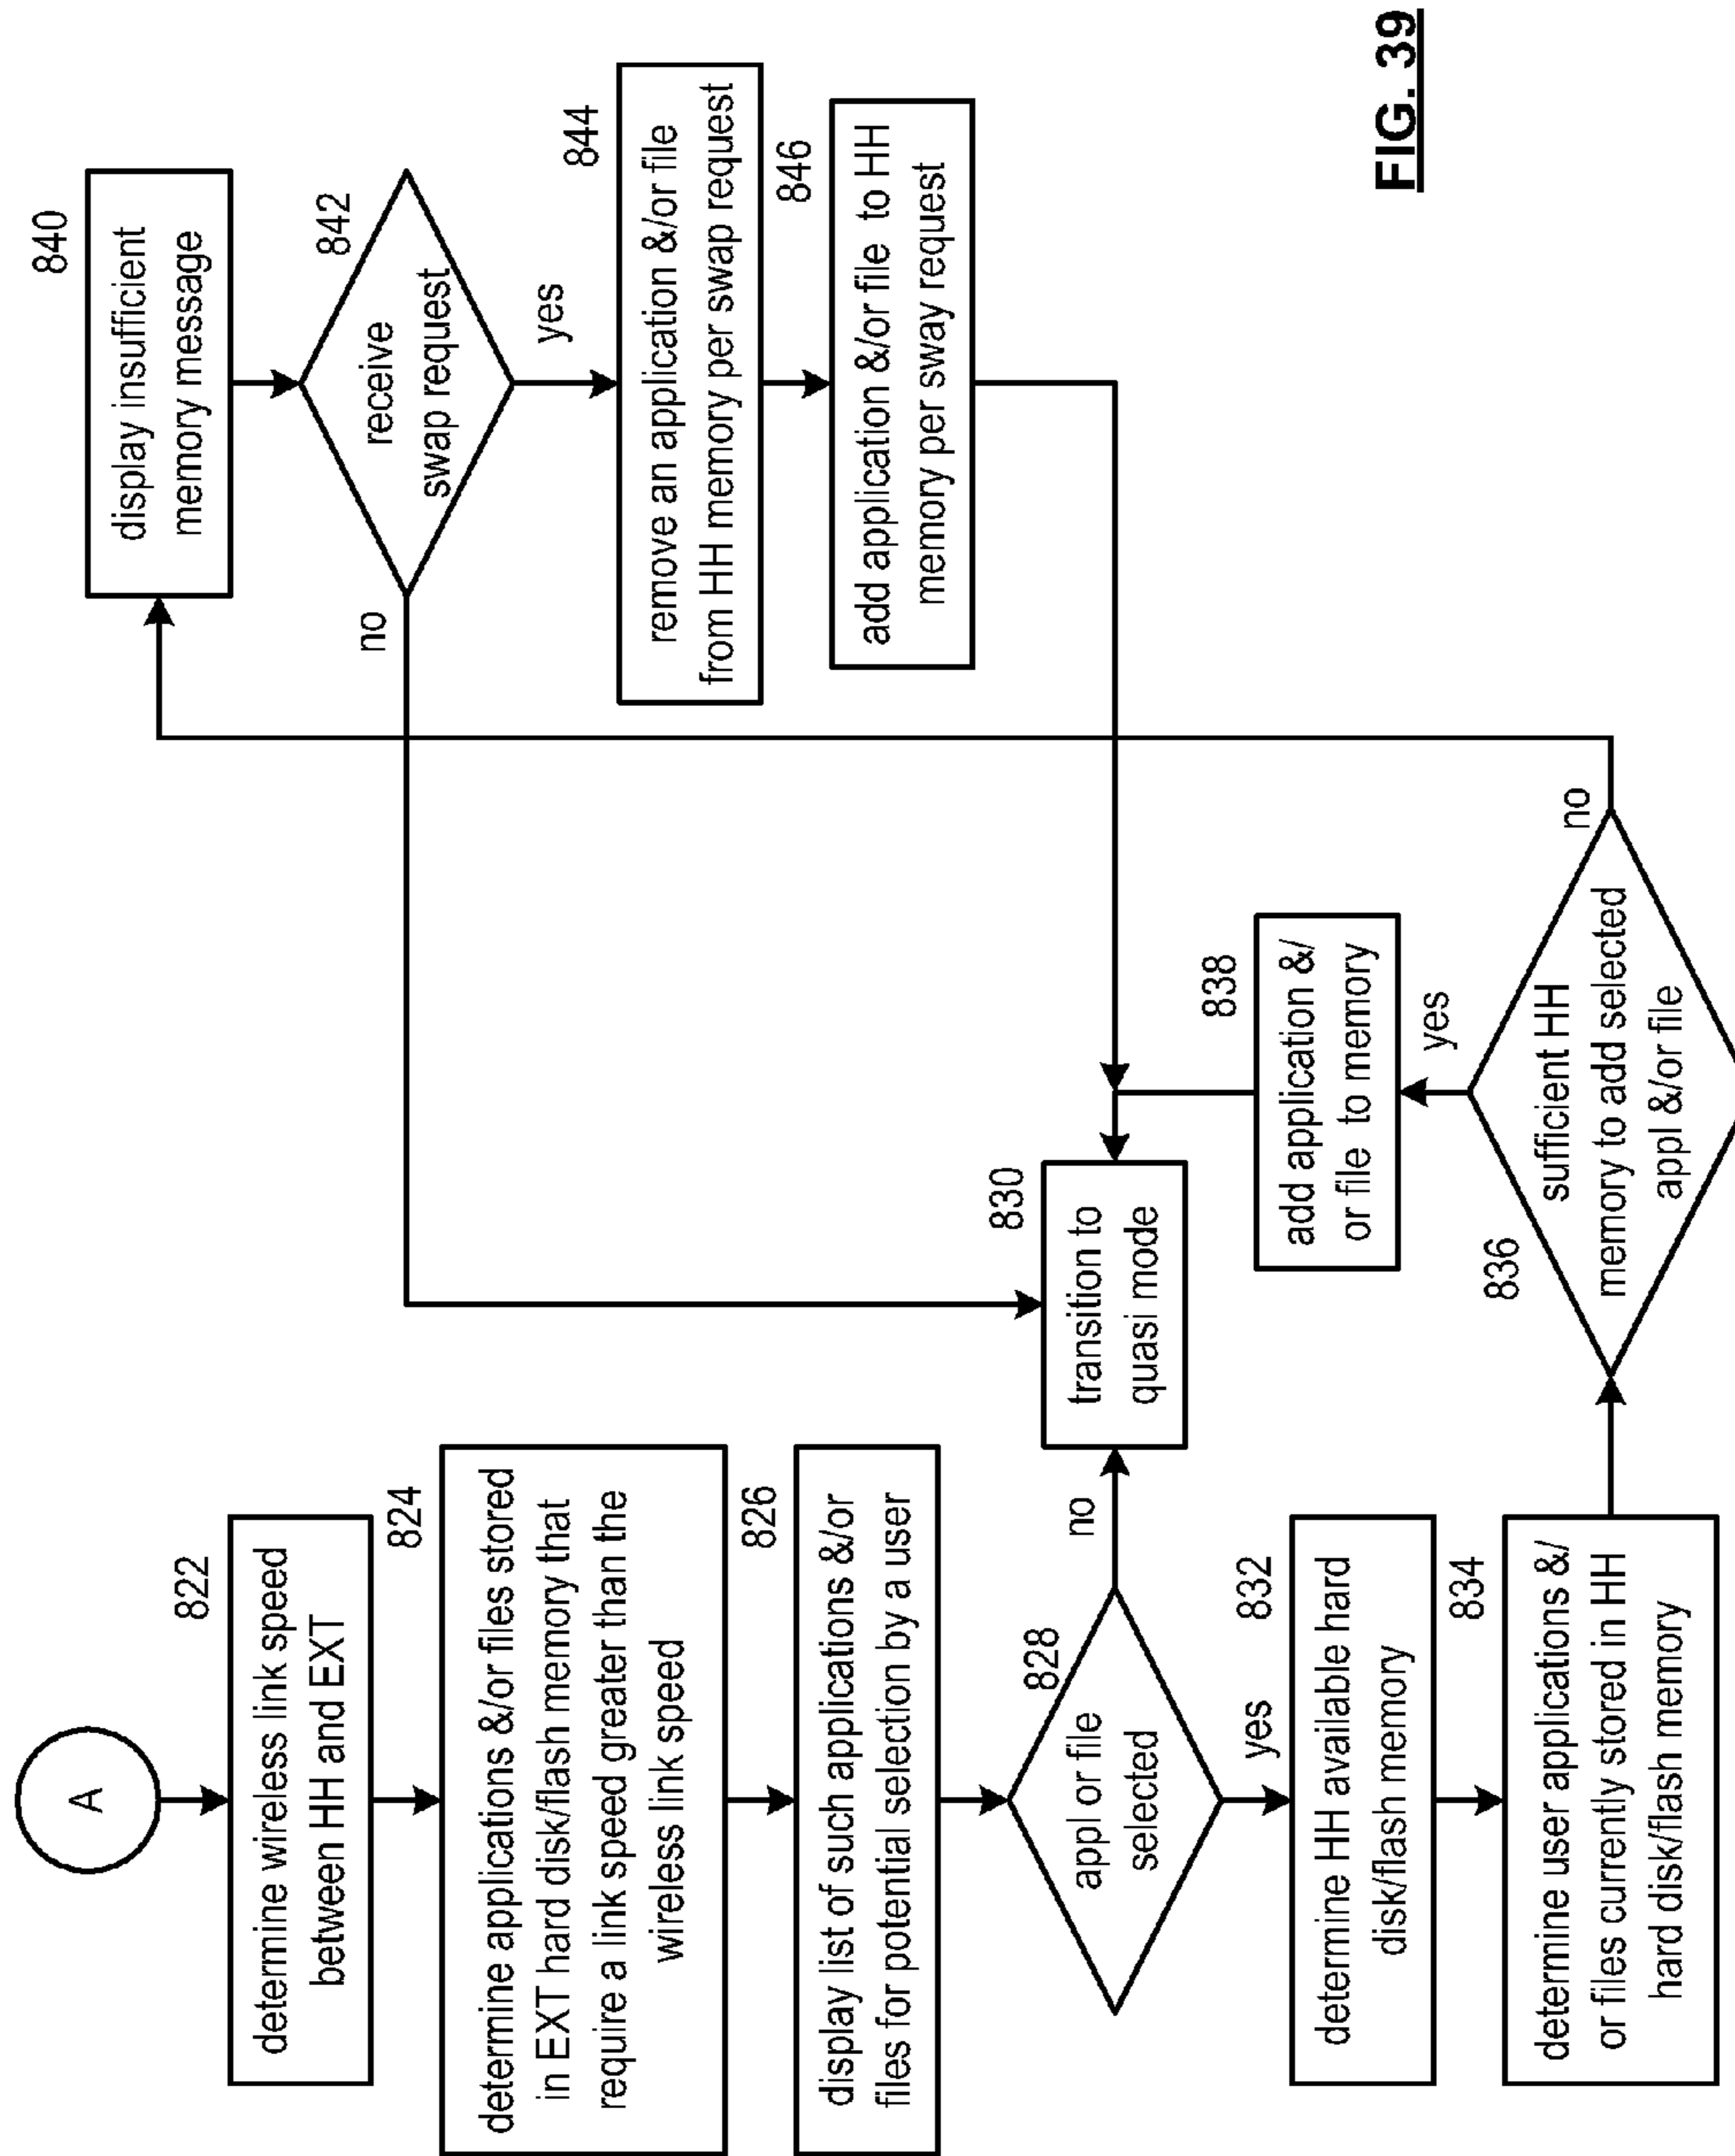 A
822
determine wireless link speed
between HH and EXT
824
determine applications &/or files stored
in EXT hard disk/flash memory that
require a link speed greater than the
wireless link speed
826
display list of such applications &/or
files for potential selection by a user
828
appl or file
selected
no
yes
830
transition to
quasi mode
832
determine HH available hard
disk/flash memory
834
determine user applications &/
or files currently stored in HH
hard disk/flash memory
836
sufficient HH
memory to add selected
appl &/or file
yes
no
838
add application &/
or file to memory
840
display insufficient
memory message
842
receive
swap request
no
yes
844
remove an application &/or file
from HH memory per swap request
846
add application &/or file to HH
memory per sway request
FIG. 39